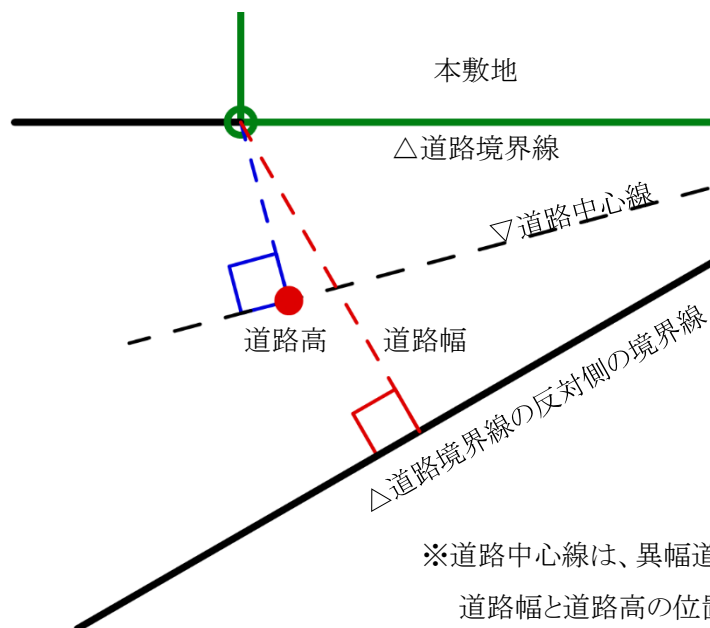 本敷地
△道路境界線
▽道路中心線
道路高
道路幅
△道路境界線の反対側の境界線
※道路中心線は、異幅道
道路幅と道路高の位置